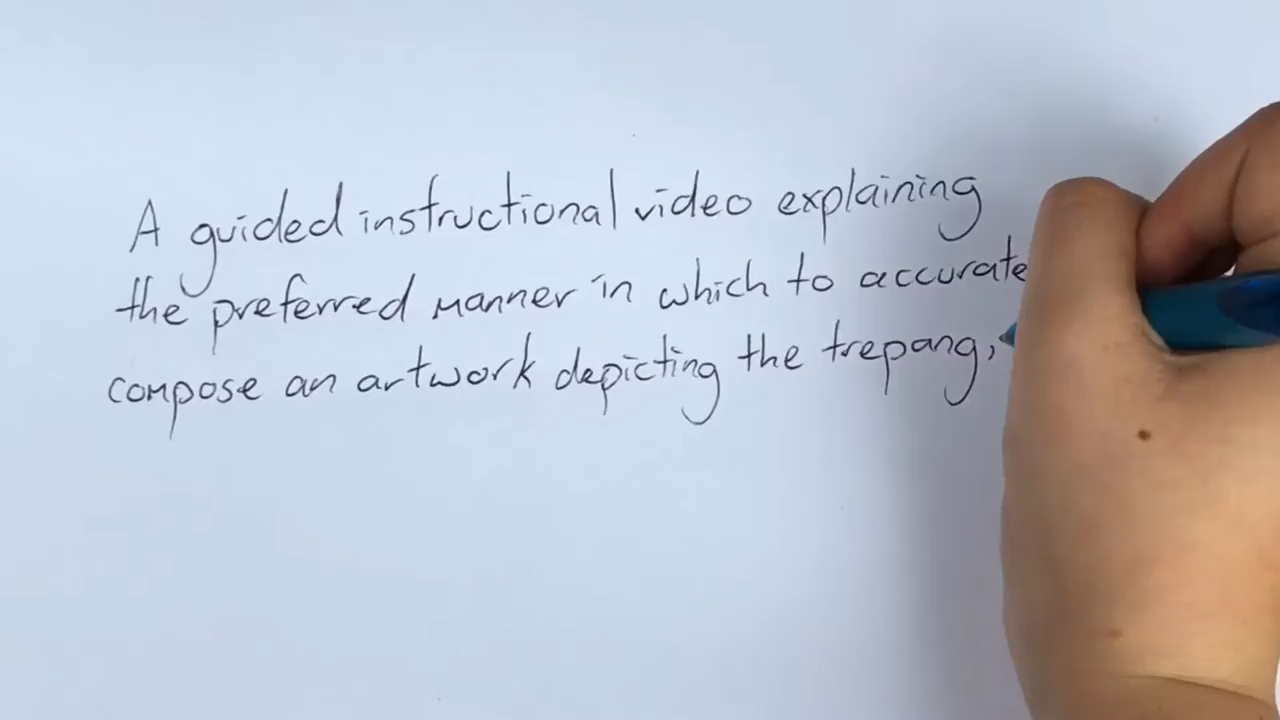 A guided instructional video explaining
the preferred manner in which to accurate
compose an artwork depicting the trepang,